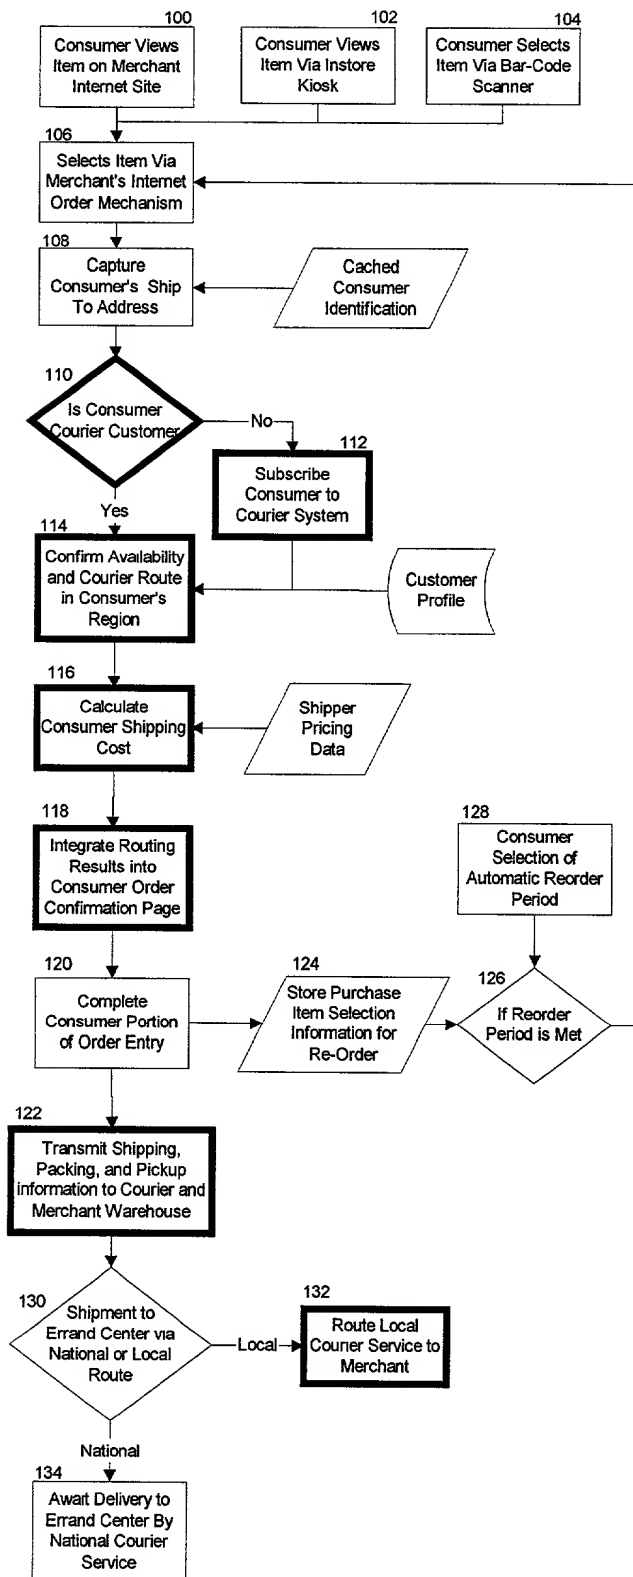 100
Consumer Views
Item on Merchant
Internet Site
102
Consumer Views
Item Via Instore
Kiosk
104
Consumer Selects
Item Via Bar-Code
Scanner
106
Selects Item Via
Merchant's Internet
Order Mechanism
108
Capture
Consumer's Ship
To Address
Cached
Consumer
Identification
110
Is Consumer
Courier Customer
No
112
Subscribe
Consumer to
Courier System
Yes
114
Confirm Availability
and Courier Route
in Consumer's
Region
Customer
Profile
116
Calculate
Consumer Shipping
Cost
Shipper
Pricing
Data
118
Integrate Routing
Results into
Consumer Order
Confirmation Page
128
Consumer
Selection of
Automatic Reorder
Period
120
Complete
Consumer Portion
of Order Entry
124
Store Purchase
Item Selection
Information for
Re-Order
126
If Reorder
Period is Met
122
Transmit Shipping,
Packing, and Pickup
information to Courier and
Merchant Warehouse
130
Shipment to
Errand Center via
National or Local
Route
Local
132
Route Local
Courier Service to
Merchant
National
134
Await Delivery to
Errand Center By
National Courier
Service